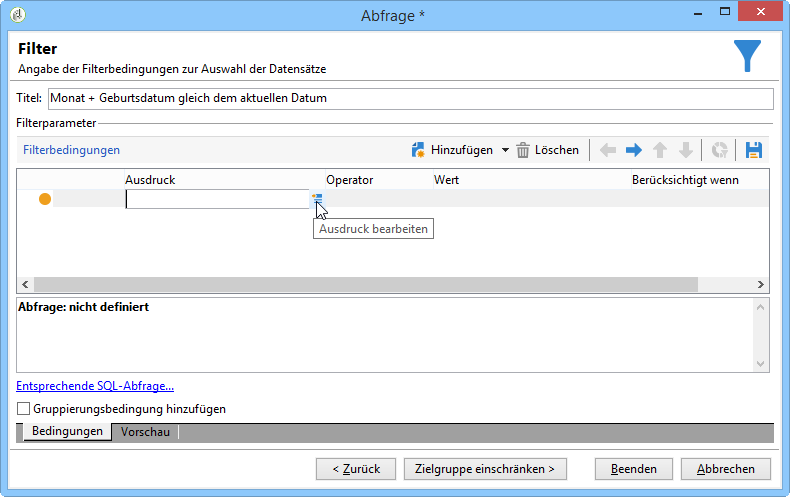 Abfrage *
Filter
Angabe der Filterbedingungen zur Auswahl der Datensätze
Titel: Monat + Geburtsdatum gleich dem aktuellen Datum
Filterparameter
Filterbedingungen Hinzufügen Löschen
Ausdruck Operator Wert Berücksichtigt wenn
Ausdruck bearbeiten
Abfrage: nicht definiert
Entsprechende SQL-Abfrage...
Gruppierungsbedingung hinzufügen
Bedingungen Vorschau
< Zurück Zielgruppe einschränken > Beenden Abbrechen